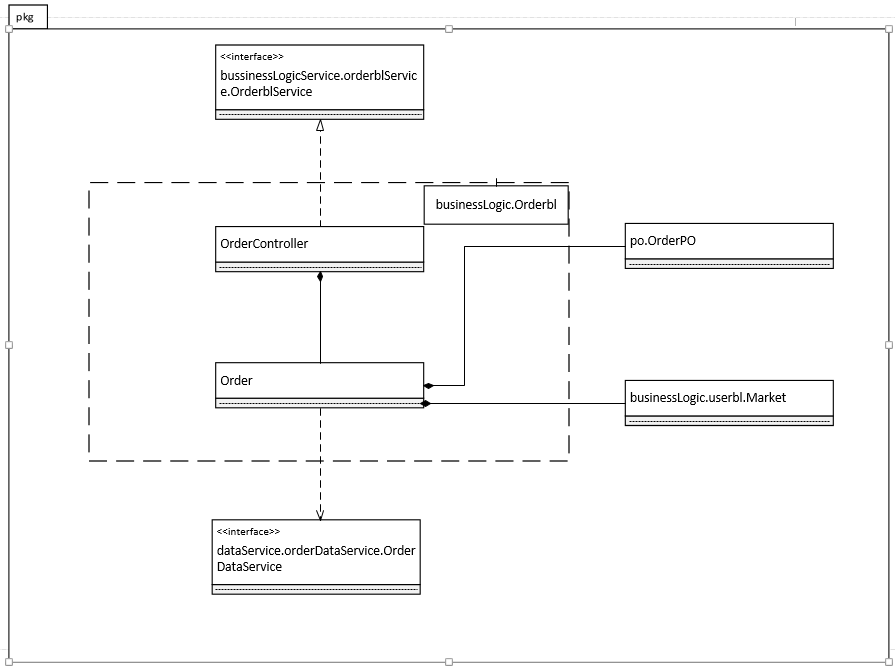 pkg
<<interface>>
bussinessLogicService.orderblServic
e.OrderblService
businessLogic.Orderbl
OrderController
po.OrderPO
Order
businessLogic.userbl.Market
<<interface>>
dataService.orderDataService.Order
DataService